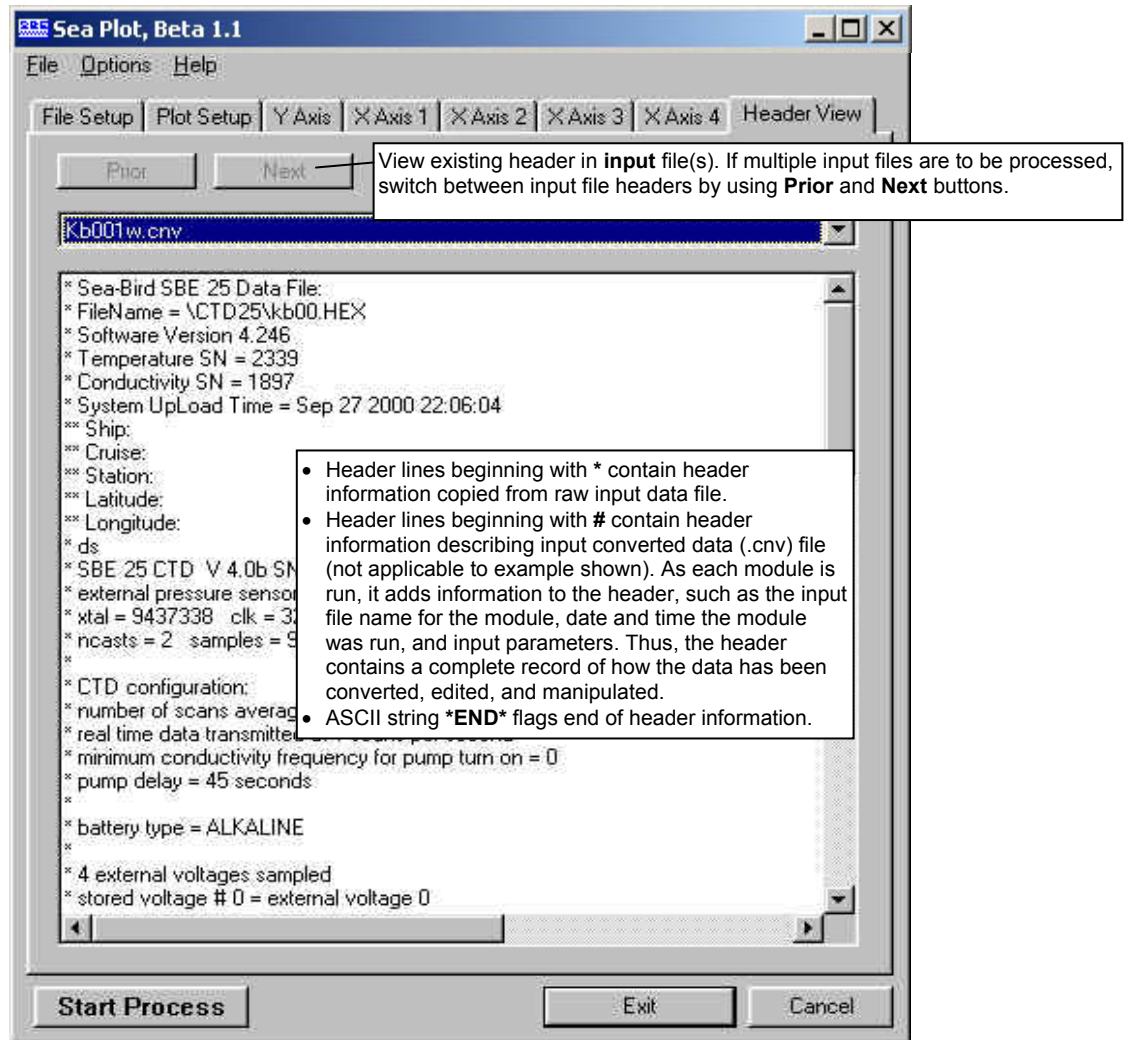 Sea Plot, Beta 1.1
File Options Help
File Setup Plot Setup Y Axis X Axis 1 X Axis 2 X Axis 3 X Axis 4 Header View
Prior Next
View existing header in input file(s). If multiple input files are to be processed,
switch between input file headers by using Prior and Next buttons.
Kb001w.cnv
* Sea-Bird SBE 25 Data File:
* FileName = \CTD25\kb00.HEX
* Software Version 4.246
* Temperature SN = 2339
* Conductivity SN = 1897
* System UpLoad Time = Sep 27 2000 22:06:04
** Ship:
** Cruise:
** Station:
** Latitude:
** Longitude:
* ds
* SBE 25 CTD V 4.0b SN
* external pressure sensor
* xtal = 9437338 clk = 32
* ncasts = 2 samples =
*
* CTD configuration:
* number of scans averag
* real time data transmitted
* minimum conductivity frequency for pump turn on = 0
* pump delay = 45 seconds
*
* battery type = ALKALINE
*
* 4 external voltages sampled
* stored voltage # 0 = external voltage 0
• Header lines beginning with * contain header
information copied from raw input data file.
• Header lines beginning with # contain header
information describing input converted data (.cnv) file
(not applicable to example shown). As each module is
run, it adds information to the header, such as the input
file name for the module, date and time the module
was run, and input parameters. Thus, the header
contains a complete record of how the data has been
converted, edited, and manipulated.
• ASCII string *END* flags end of header information.
Start Process Exit Cancel